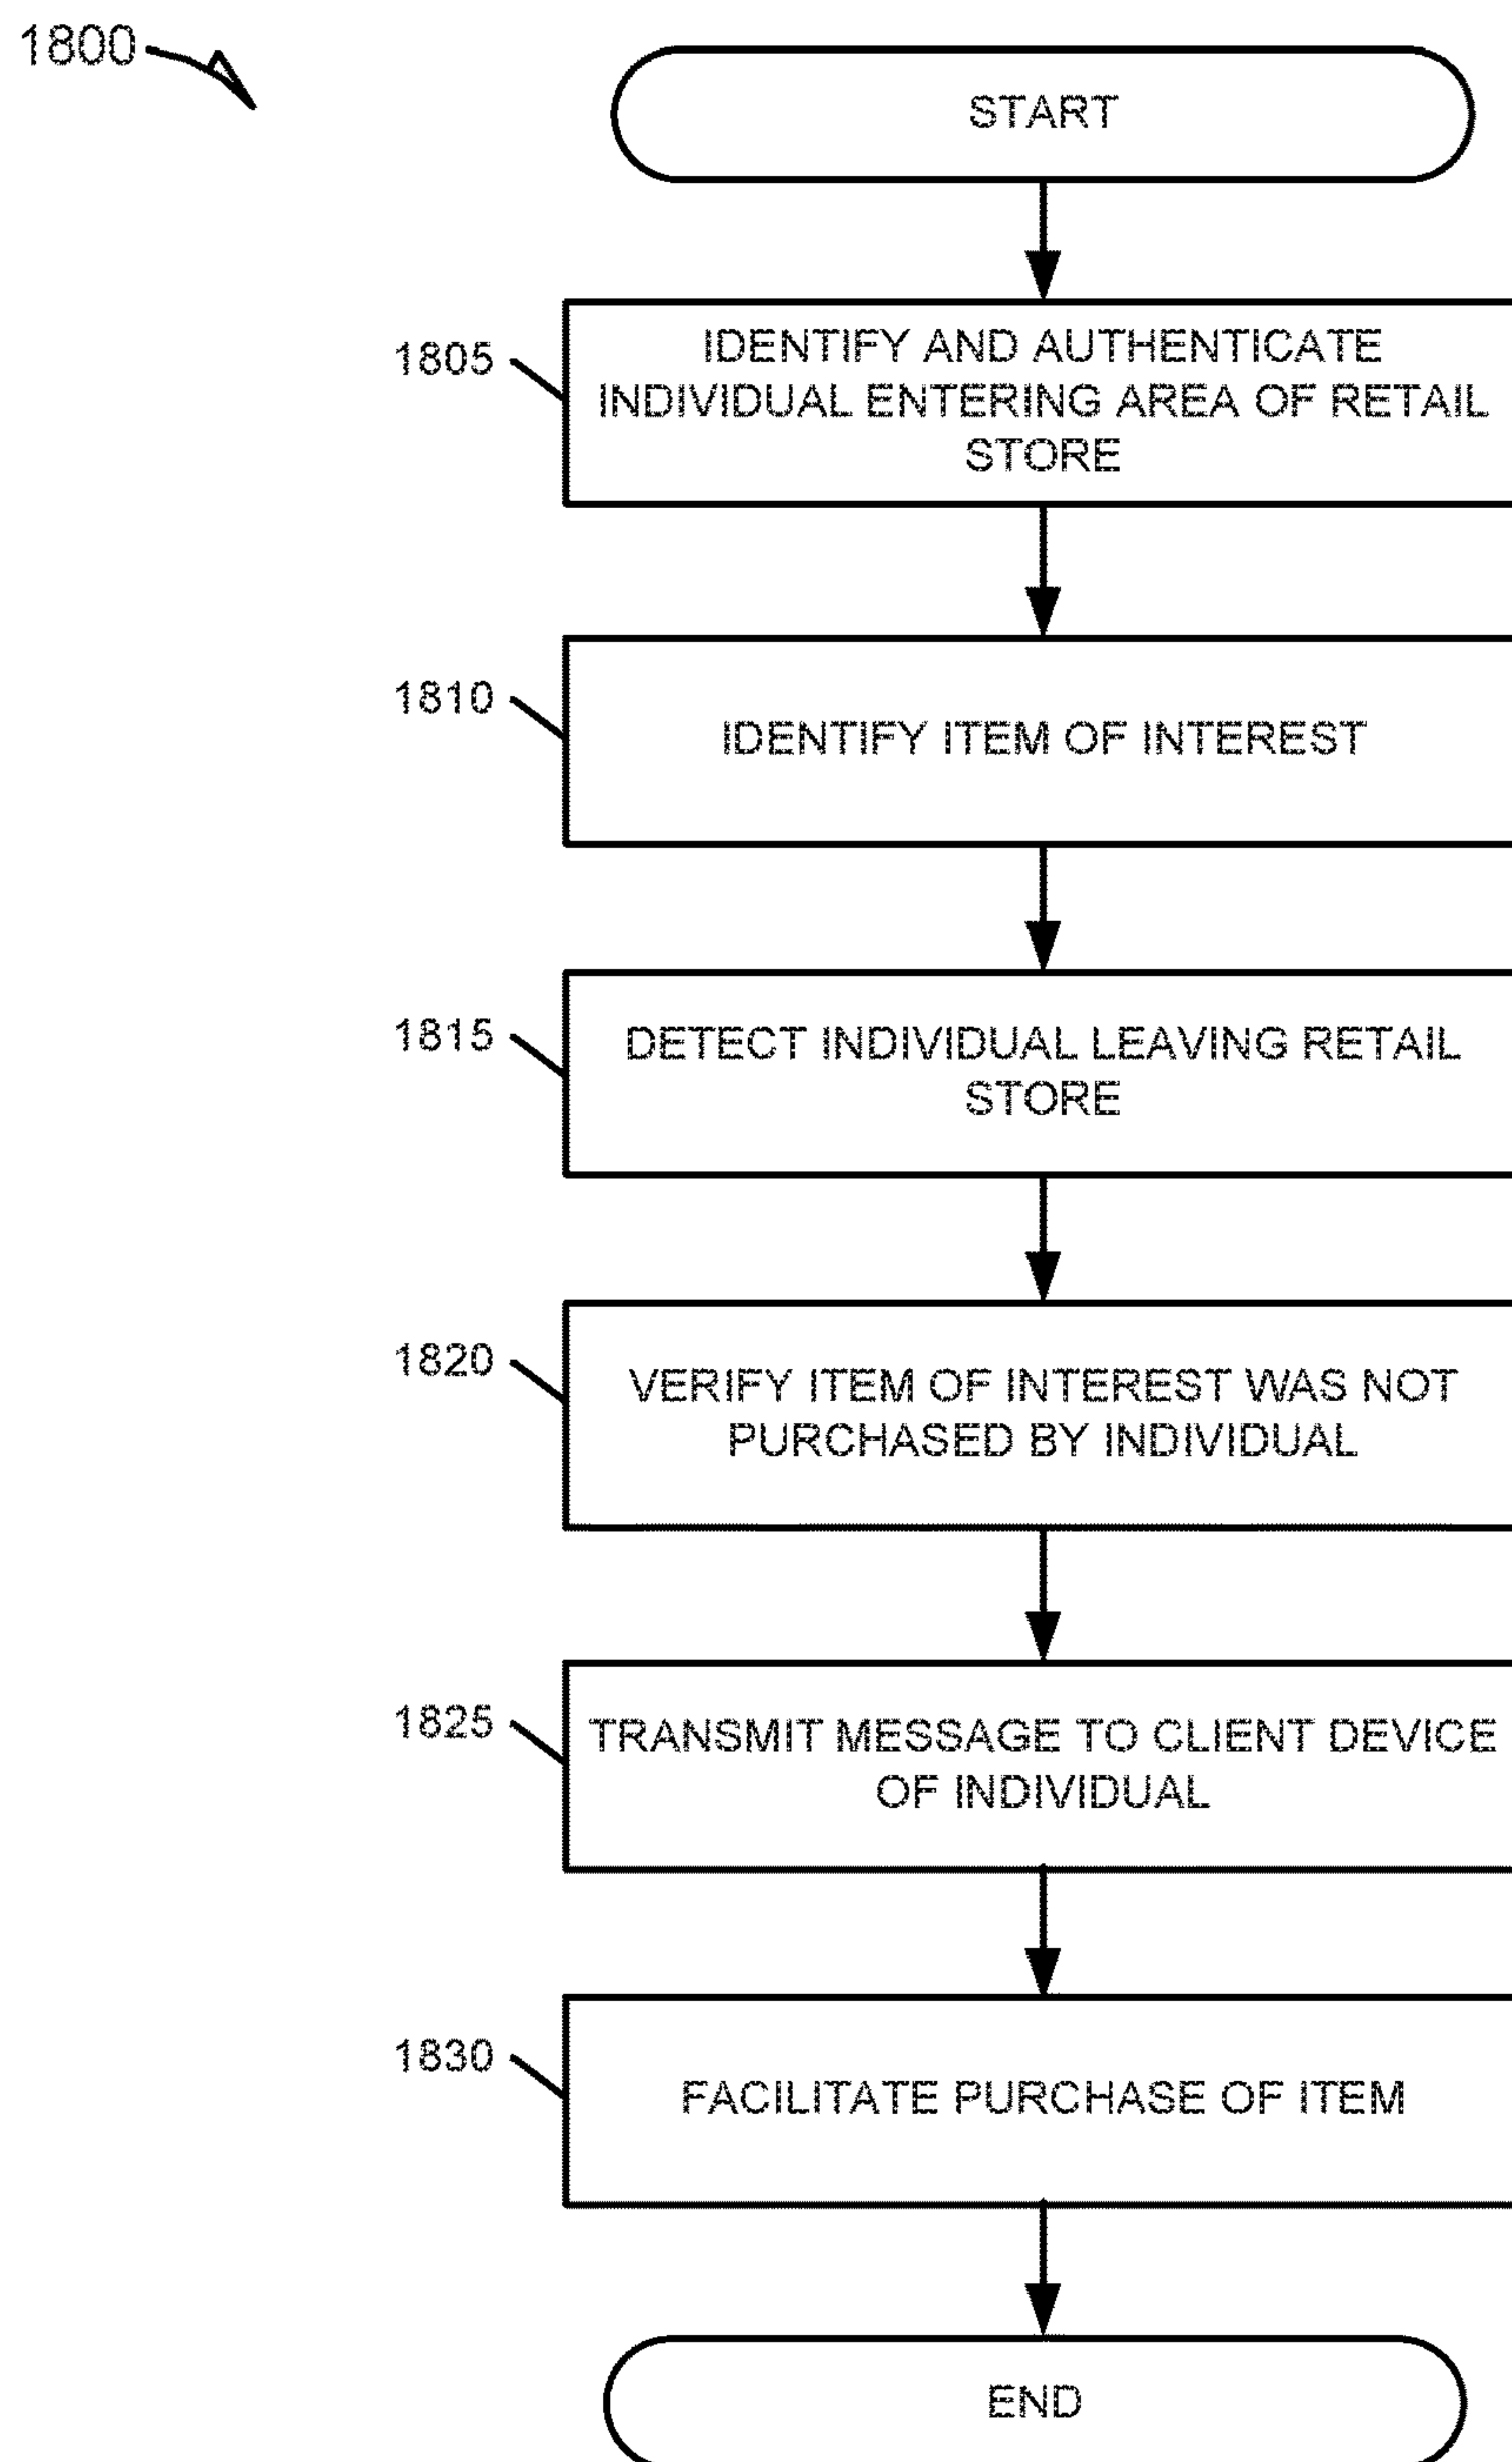 1800
START
1805
IDENTIFY AND AUTHENTICATE
INDIVIDUAL ENTERING AREA OF RETAIL
STORE
1810
IDENTIFY ITEM OF INTEREST
1815
DETECT INDIVIDUAL LEAVING RETAIL
STORE
1820
VERIFY ITEM OF INTEREST WAS NOT
PURCHASED BY INDIVIDUAL
1825
TRANSMIT MESSAGE TO CLIENT DEVICE
OF INDIVIDUAL
1830
FACILITATE PURCHASE OF ITEM
END